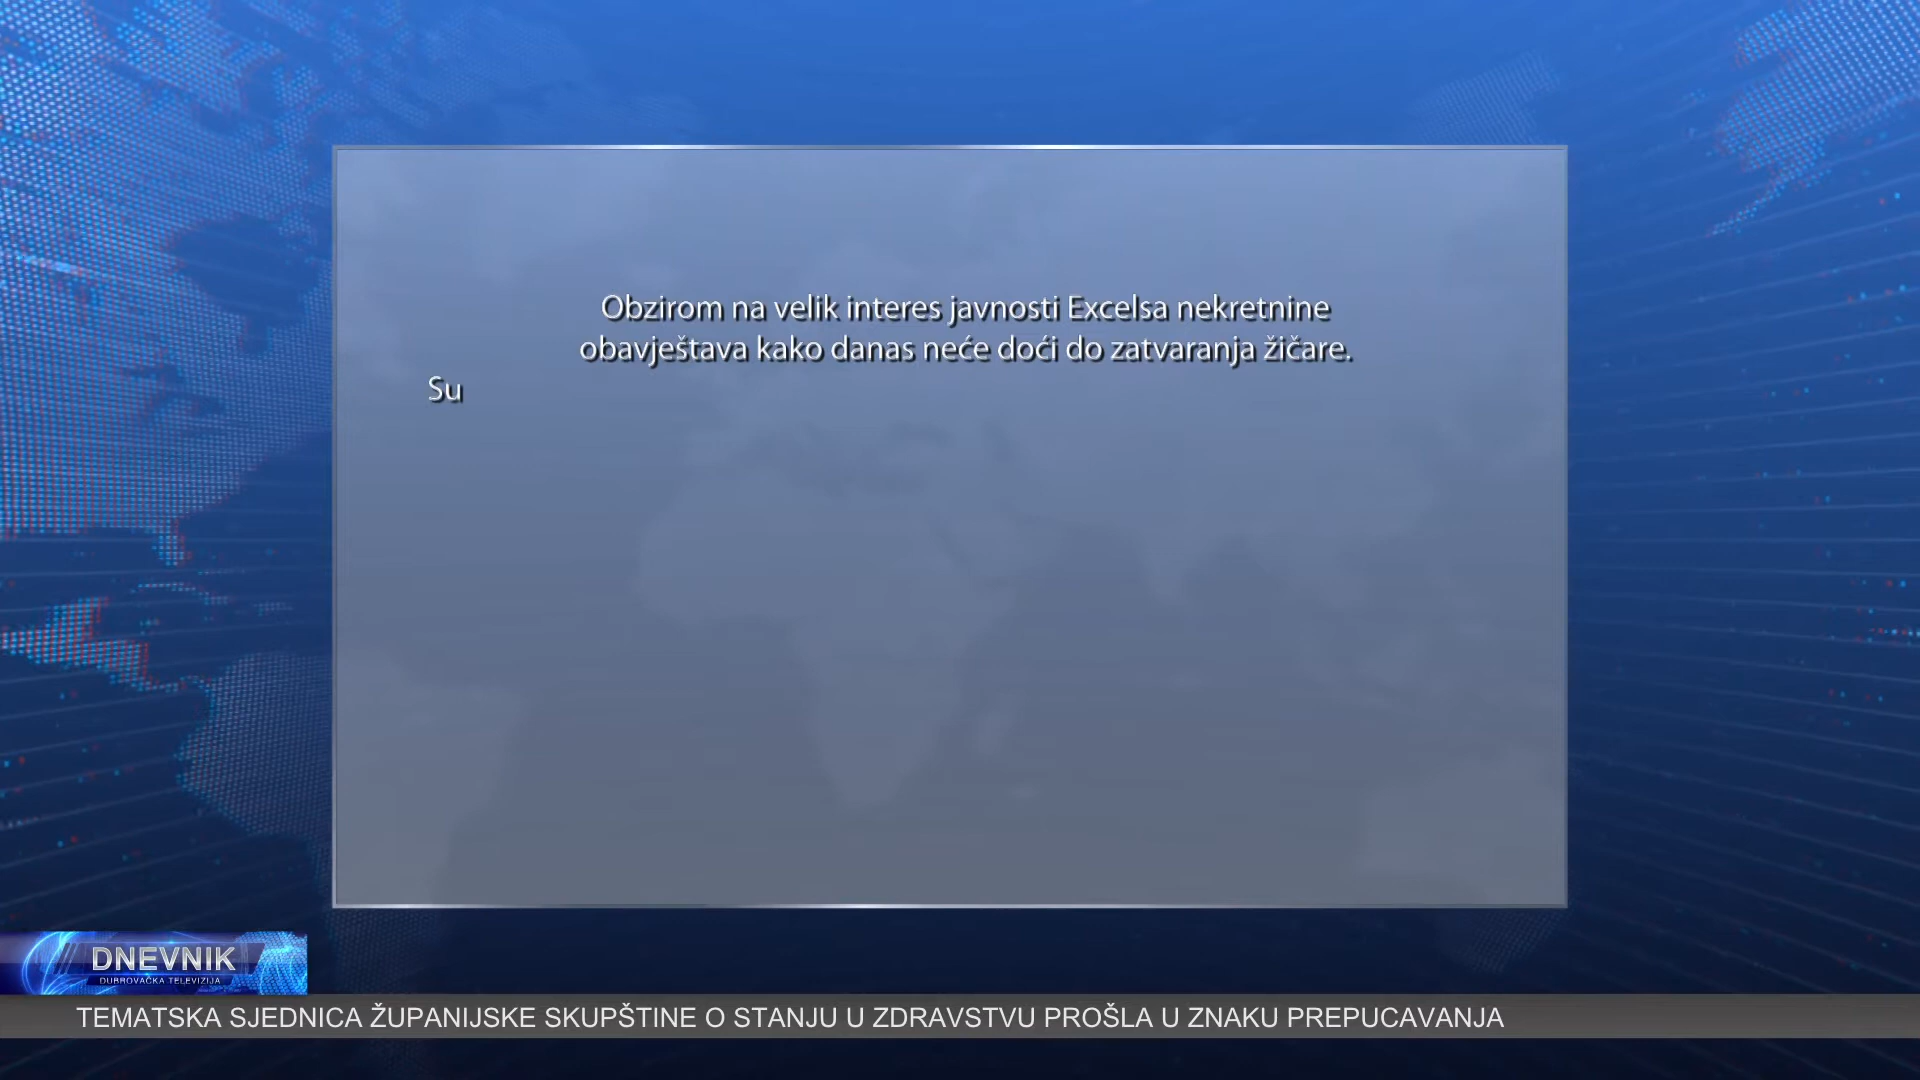 Obzirom na velik interes javnosti Excelsa nekretnine
obavještava kako danas neće doći do zatvaranja žičare.
Su
DNEVNIK
DUBROVAČKA TELEVIZIJA
TEMATSKA SJEDNICA ŽUPANIJSKE SKUPŠTINE O STANJU U ZDRAVSTVU PROŠLA U ZNAKU PREPUCAVANJA